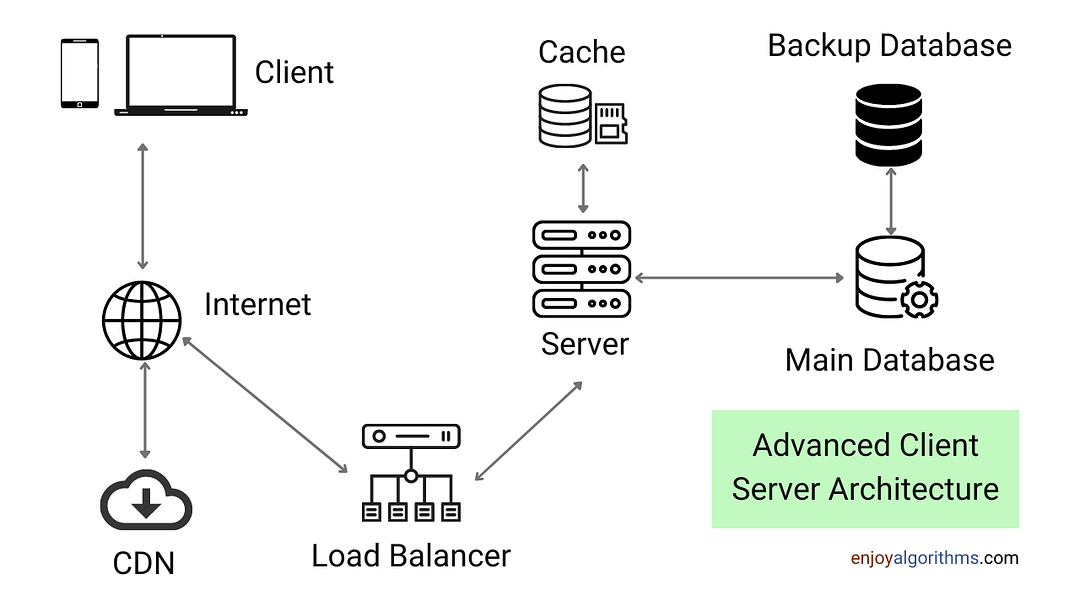 Client
Cache
Backup Database
Internet
Server
Main Database
CDN
Load Balancer
Advanced Client
Server Architecture
enjoyalgorithms.com